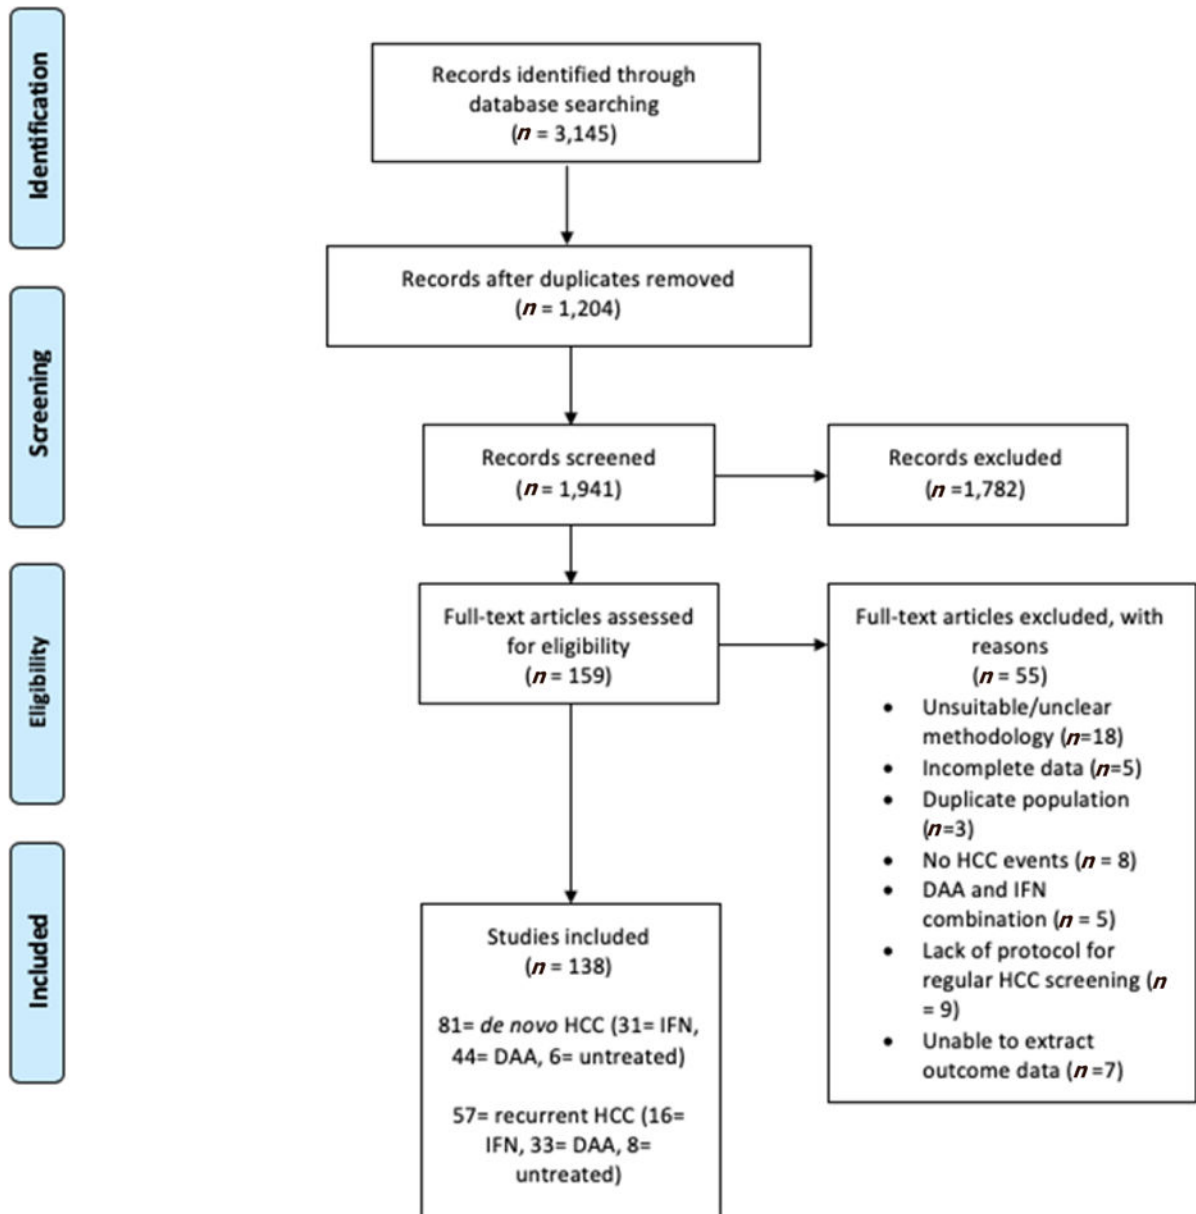 Identification
Records identified through
database searching
(n = 3,145)
Records after duplicates removed
(n = 1,204)
Screening
Records screened
(n = 1,941)
Records excluded
(n =1,782)
Eligibility
Full-text articles assessed
for eligibility
(n = 159)
Full-text articles excluded, with
reasons
(n = 55)
• Unsuitable/unclear
methodology (n=18)
• Incomplete data (n=5)
• Duplicate population
(n=3)
• No HCC events (n = 8)
• DAA and IFN
combination (n = 5)
• Lack of protocol for
regular HCC screening (n
= 9)
• Unable to extract
outcome data (n =7)
Included
Studies included
(n = 138)
81= de novo HCC (31= IFN,
44= DAA, 6= untreated)
57= recurrent HCC (16=
IFN, 33= DAA, 8=
untreated)